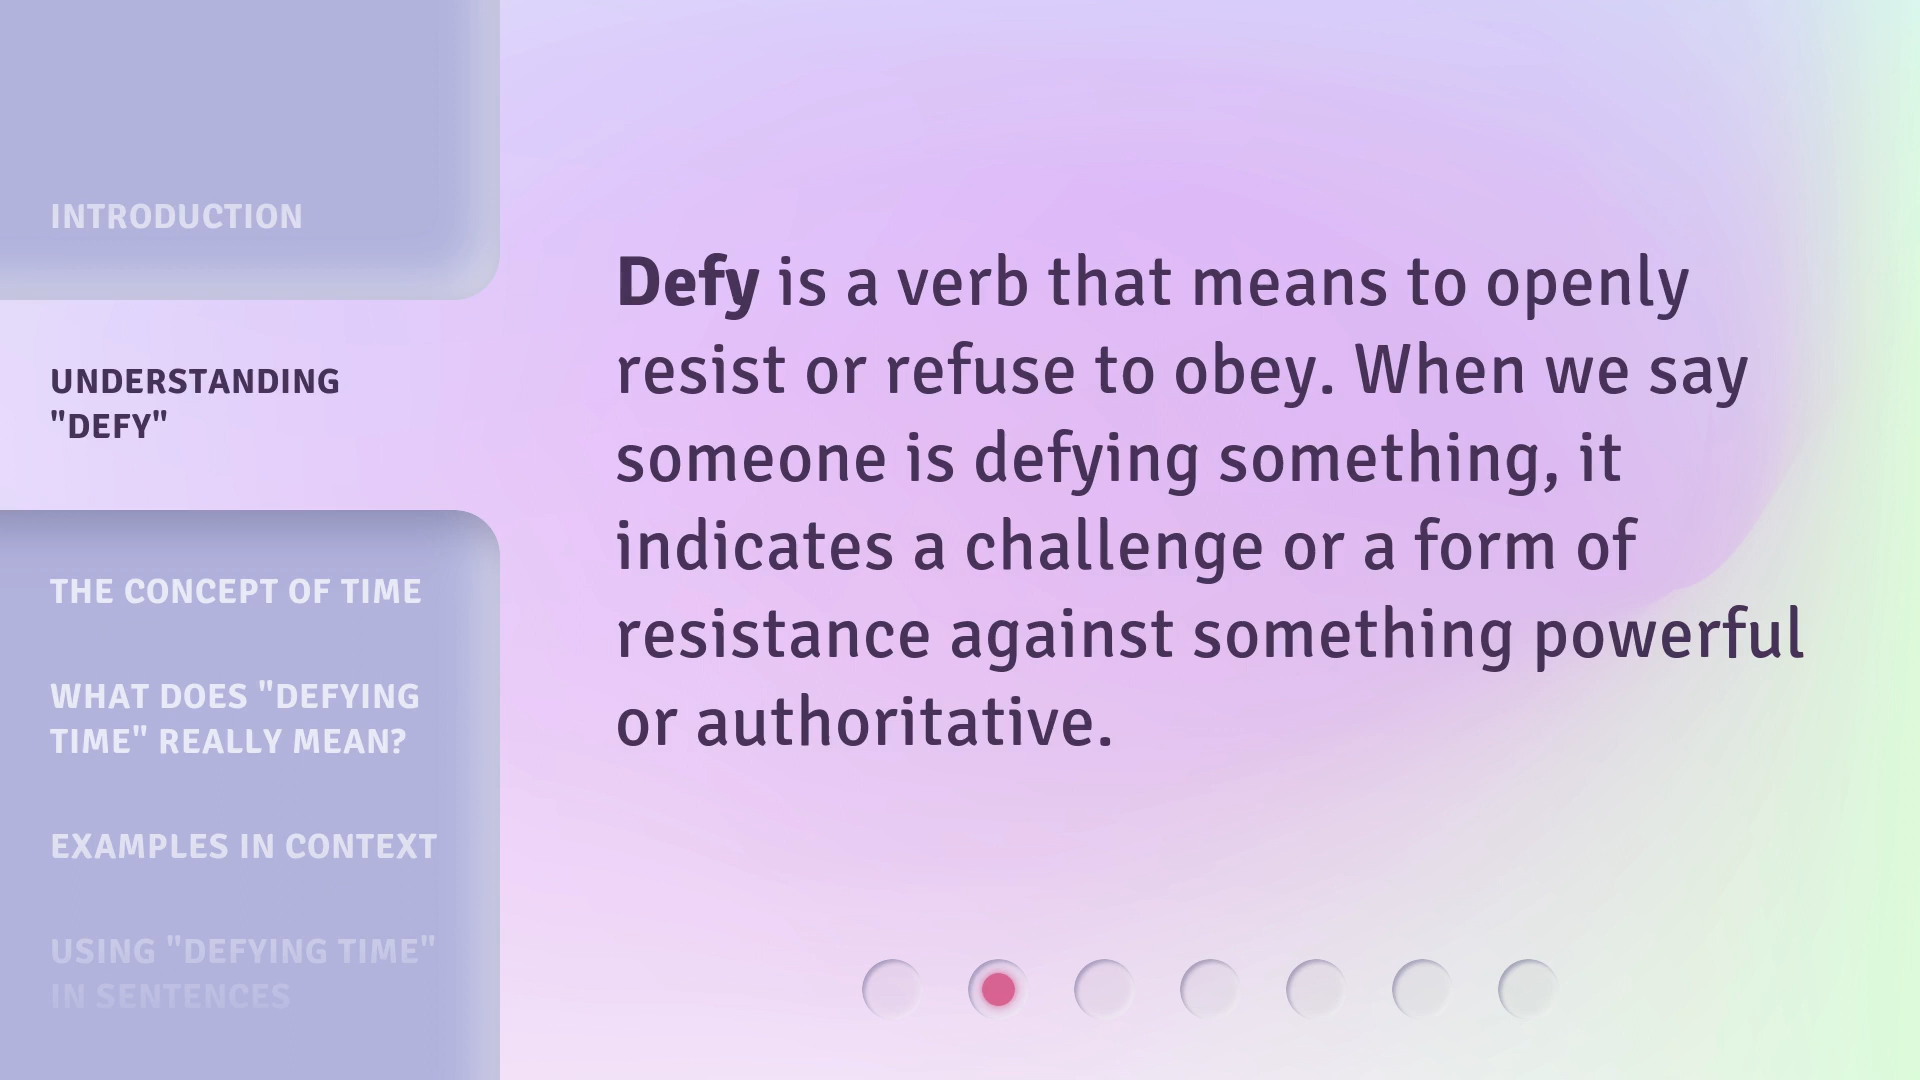 INTRODUCTION
UNDERSTANDING
"DEFY"
THE CONCEPT OF TIME
WHAT DOES "DEFYING
TIME" REALLY MEAN?
EXAMPLES IN CONTEXT
USING "DEFYING TIME"
IN SENTENCES
Defy is a verb that means to openly
resist or refuse to obey. When we say
someone is defying something, it
indicates a challenge or a form of
resistance against something powerful
or authoritative.